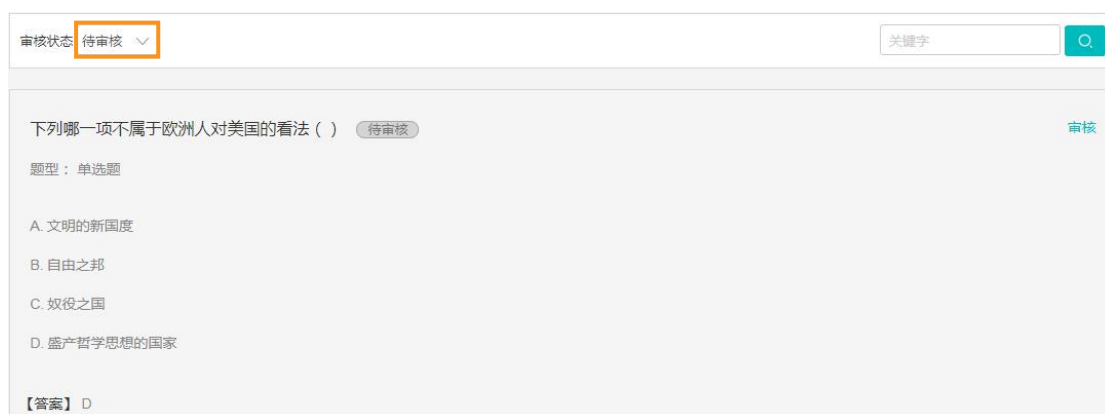 审核状态 待审核 关键字
下列哪一项不属于欧洲人对美国的看法（ ） 待审核 审核
题型： 单选题
A. 文明的新国度
B. 自由之邦
C. 奴役之国
D. 盛产哲学思想的国家
【答案】 D